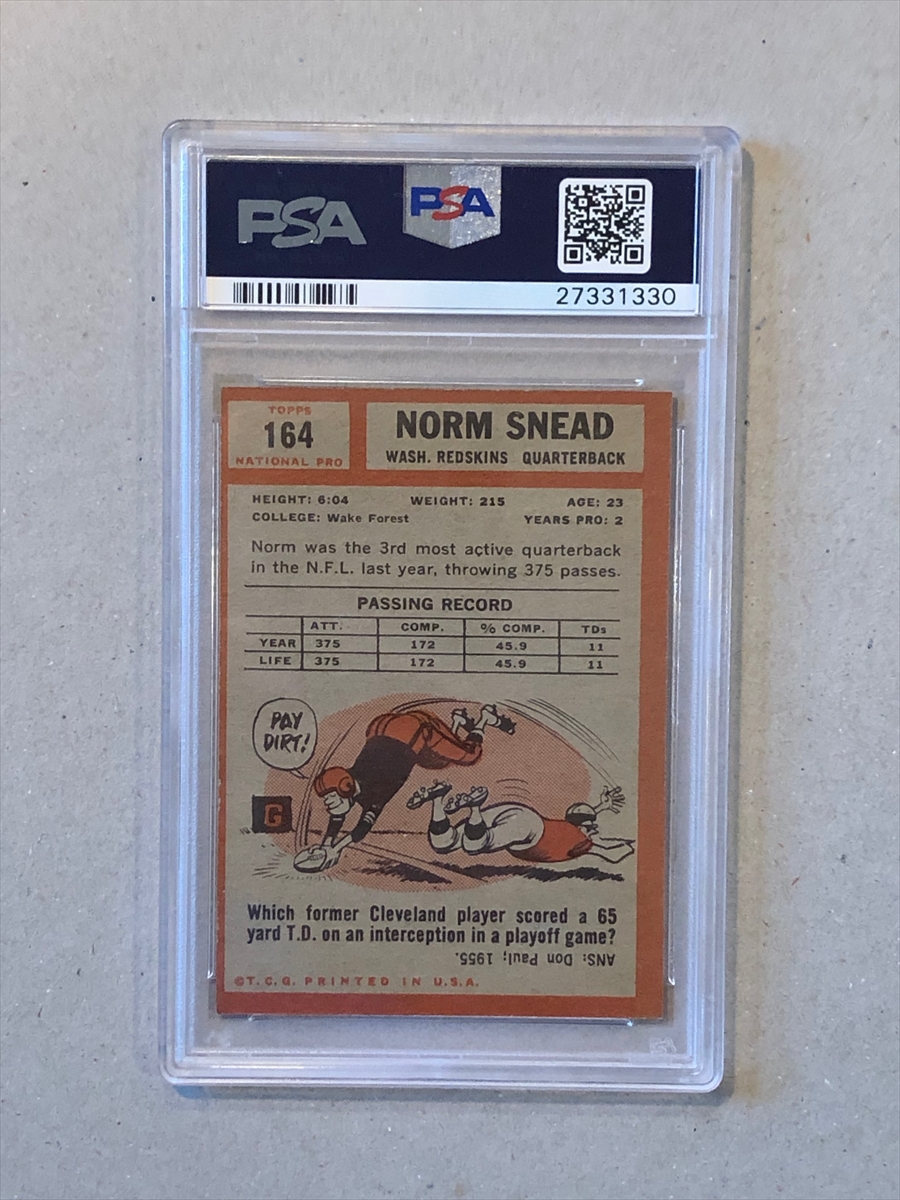 PSA
PSA
27331330
TOPPS
164
NATIONAL PRO
NORM SNEAD
WASH. REDSKINS QUARTERBACK
HEIGHT: 6:04 WEIGHT: 215 AGE: 23
COLLEGE: Wake Forest YEARS PRO: 2
Norm was the 3rd most active quarterback
in the N.F.L. last year, throwing 375 passes.
PASSING RECORD
ATT. COMP. % COMP. TDs
YEAR 375 172 45.9 11
LIFE 375 172 45.9 11
PAY
DIRT!
G
Which former Cleveland player scored a 65
yard T.D. on an interception in a playoff game?
ANS: Don Paul; 1955.
©T.C.G. PRINTED IN U.S.A.